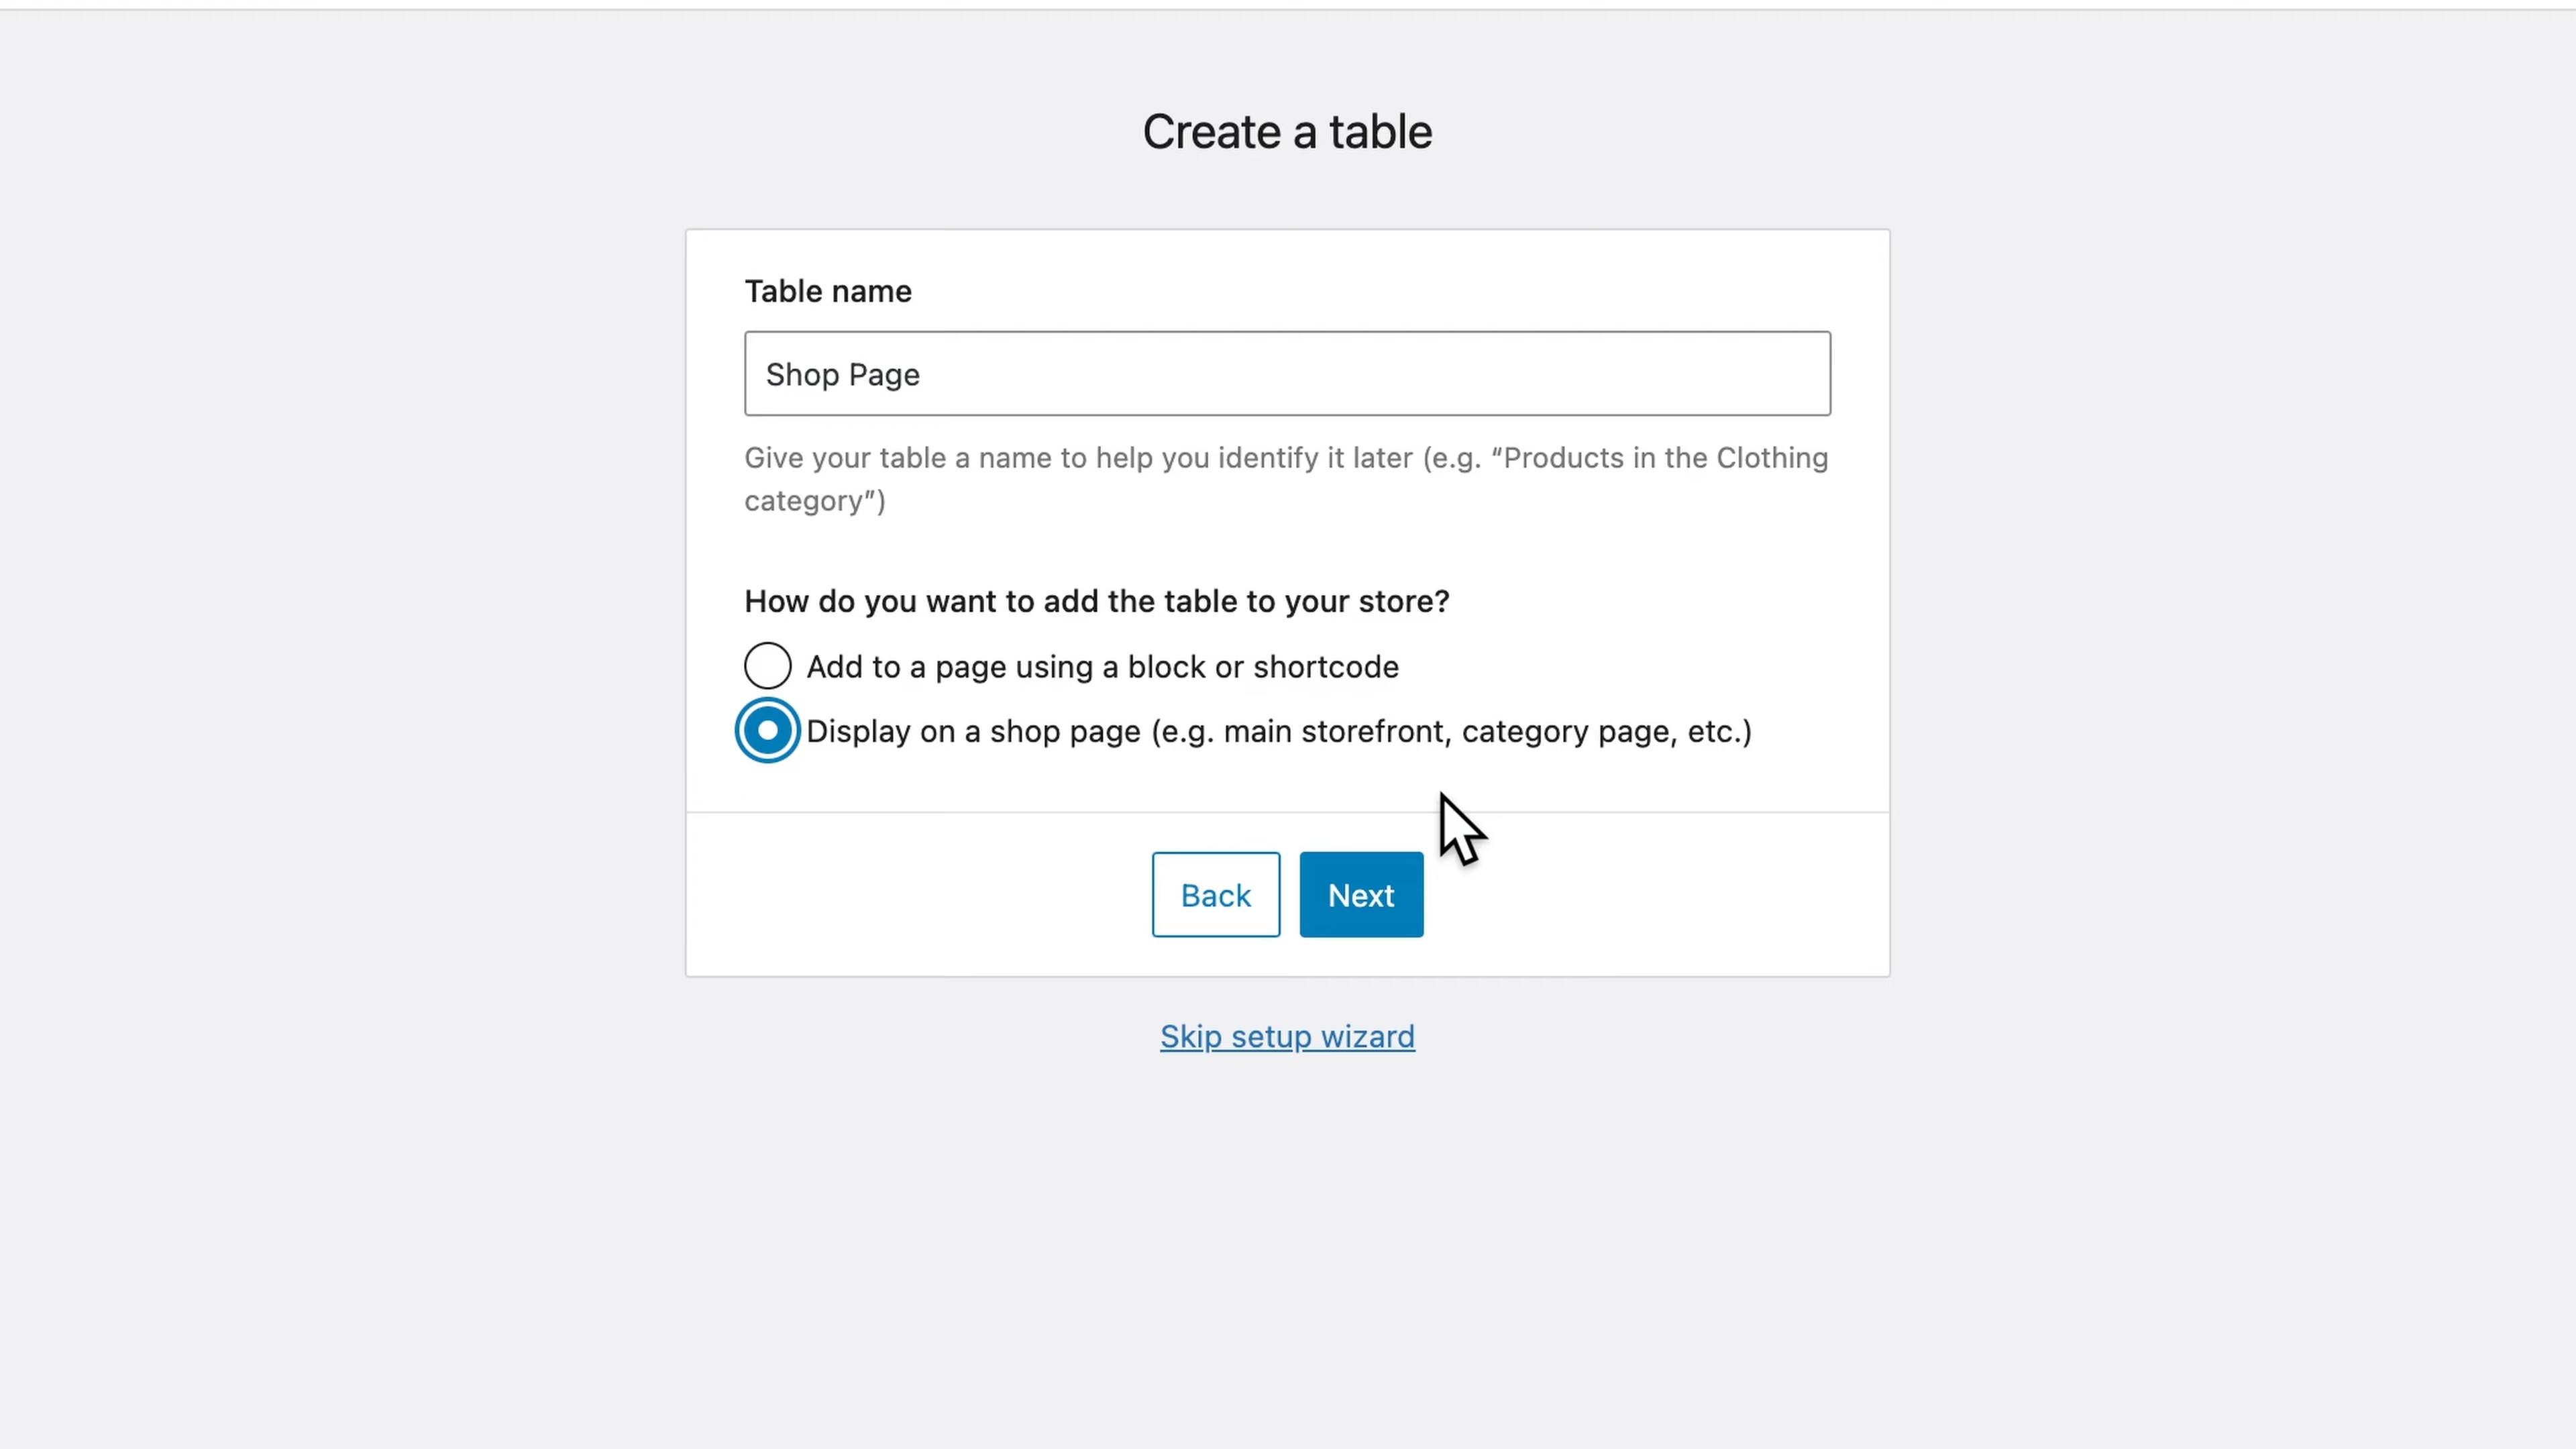 Create a table
Table name
Shop Page
Give your table a name to help you identify it later (e.g. “Products in the Clothing
category”)
How do you want to add the table to your store?
Add to a page using a block or shortcode
Display on a shop page (e.g. main storefront, category page, etc.)
Back
Next
Skip setup wizard